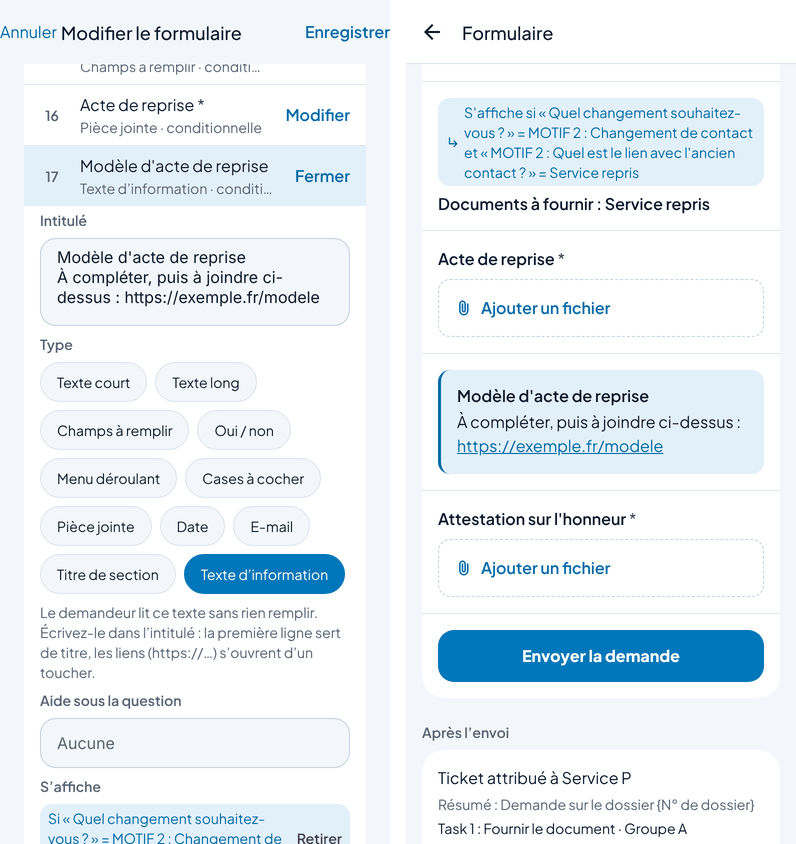 Annuler Modifier le formulaire Enregistrer
Champs à remplir · conditi…
16 Acte de reprise * Modifier
Pièce jointe · conditionnelle
17 Modèle d'acte de reprise Fermer
Texte d'information · conditi…
Intitulé
Modèle d'acte de reprise
À compléter, puis à joindre ci-
dessus : https://exemple.fr/modele
Type
Texte court Texte long
Champs à remplir Oui / non
Menu déroulant Cases à cocher
Pièce jointe Date E-mail
Titre de section Texte d'information
Le demandeur lit ce texte sans rien remplir.
Écrivez-le dans l'intitulé : la première ligne sert
de titre, les liens (https://…) s'ouvrent d'un
toucher.
Aide sous la question
Aucune
S'affiche
Si « Quel changement souhaitez-
vous ? » = MOTIF 2 : Changement de Retirer
← Formulaire
↳ S'affiche si « Quel changement souhaitez-
vous ? » = MOTIF 2 : Changement de contact
et « MOTIF 2 : Quel est le lien avec l'ancien
contact ? » = Service repris
Documents à fournir : Service repris
Acte de reprise *
Ajouter un fichier
Modèle d'acte de reprise
À compléter, puis à joindre ci-dessus :
https://exemple.fr/modele
Attestation sur l'honneur *
Ajouter un fichier
Envoyer la demande
Après l'envoi
Ticket attribué à Service P
Résumé : Demande sur le dossier {N° de dossier}
Task 1 : Fournir le document · Groupe A